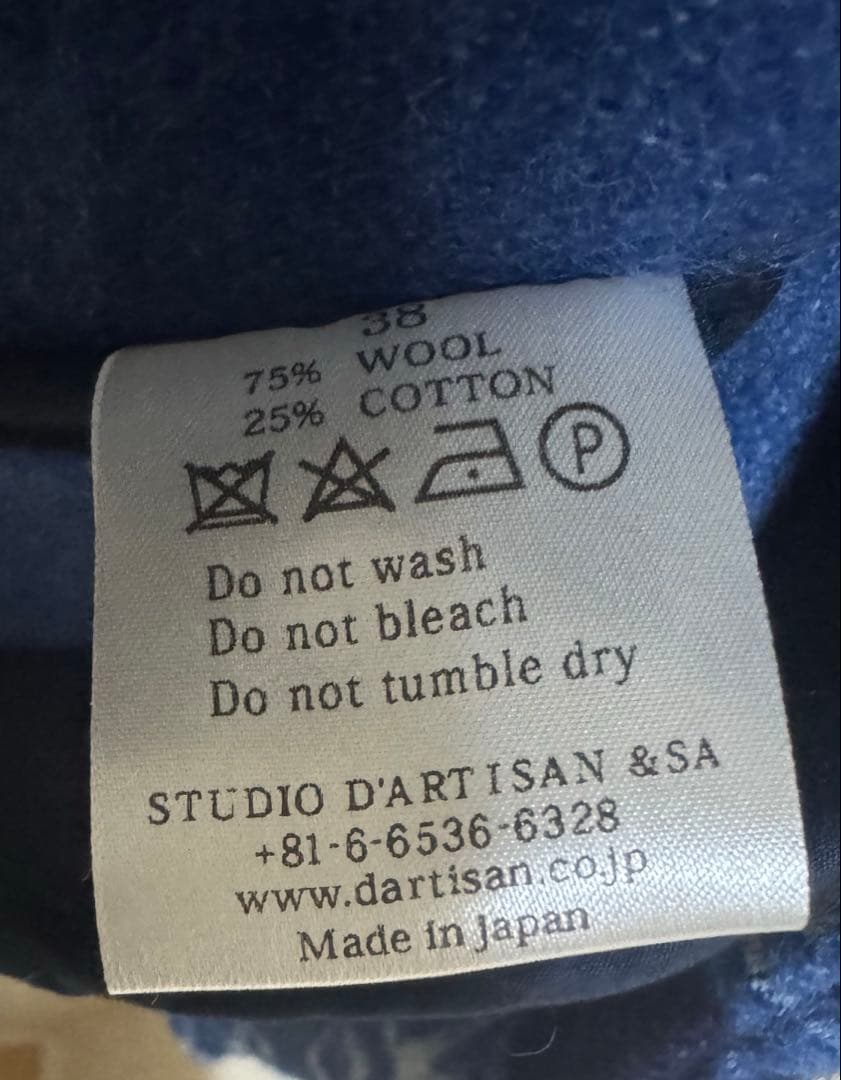 38
75% WOOL
25% COTTON
P
Do not wash
Do not bleach
Do not tumble dry
STUDIO D'ARTISAN &SA
+81-6-6536-6328
www.dartisan.co.jp
Made in Japan